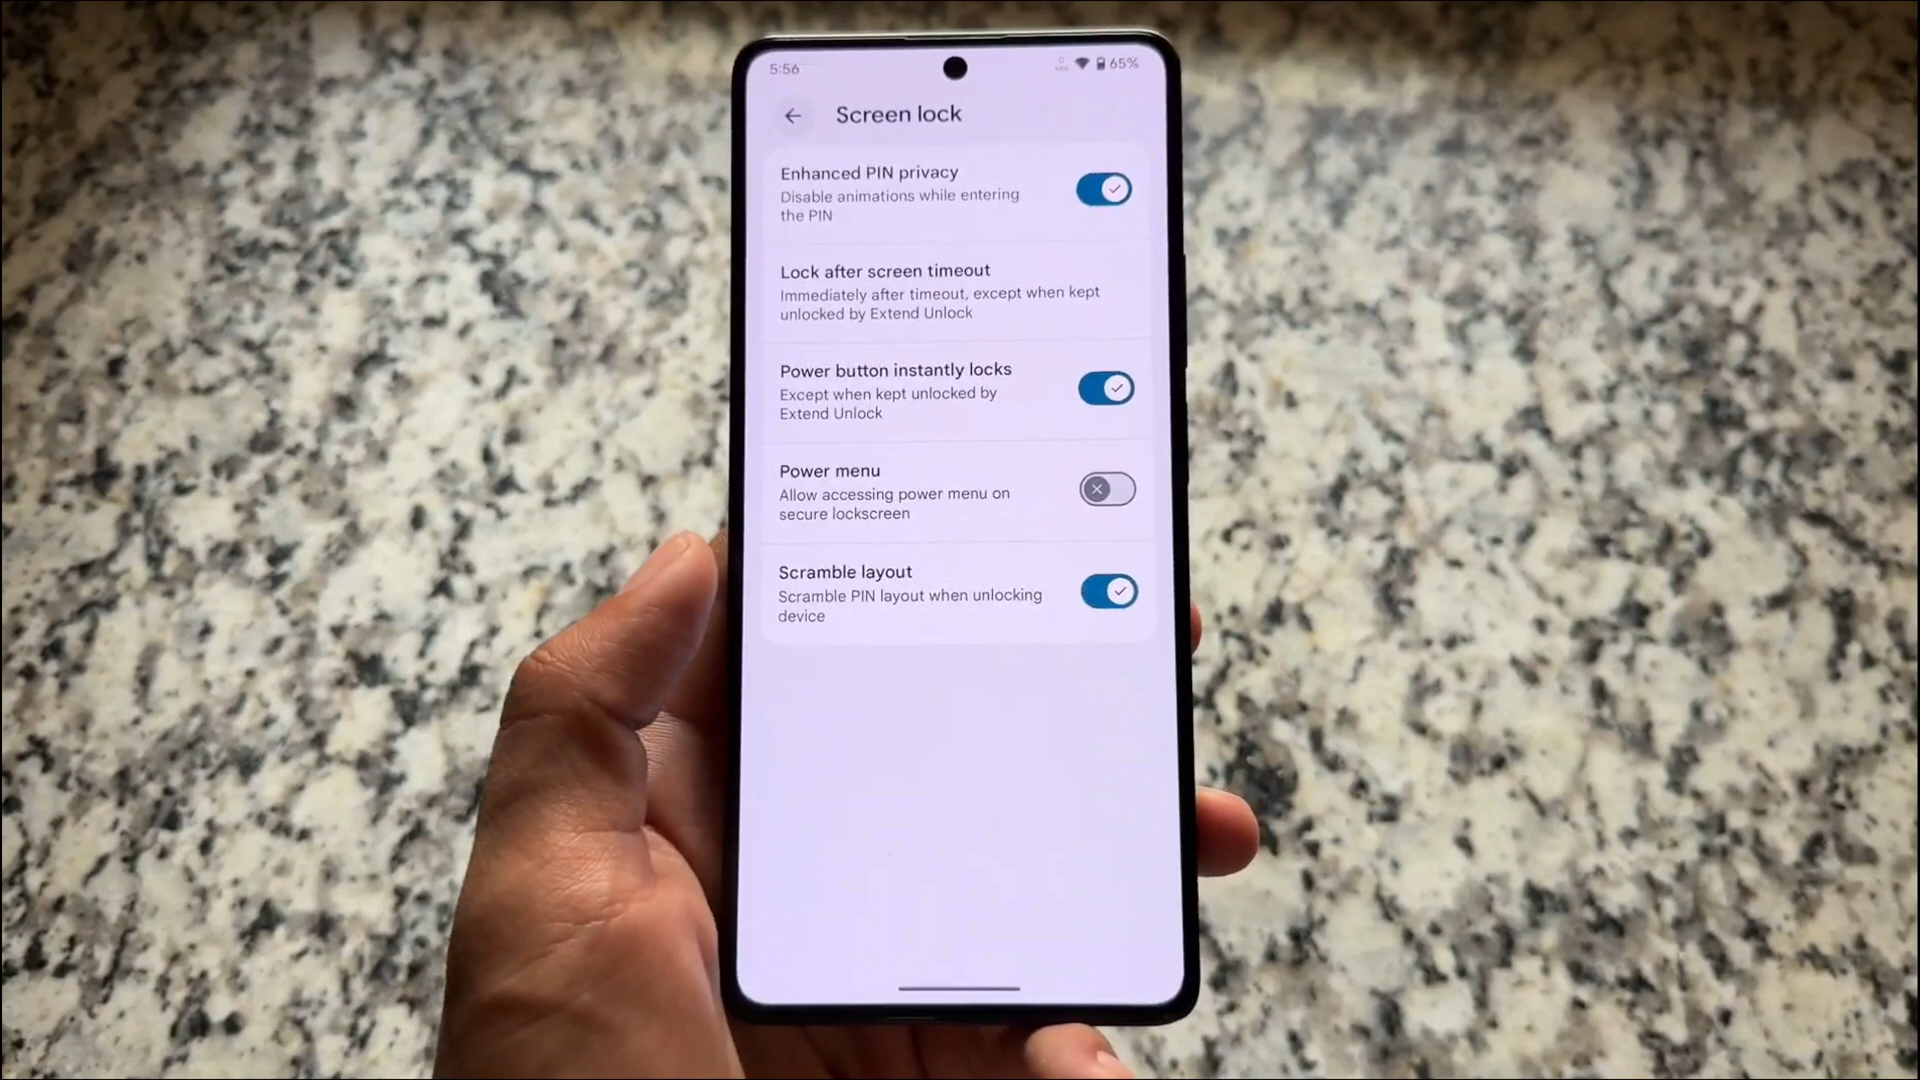 5:56
65%
Screen lock
Enhanced PIN privacy
Disable animations while entering
the PIN
Lock after screen timeout
Immediately after timeout, except when kept
unlocked by Extend Unlock
Power button instantly locks
Except when kept unlocked by
Extend Unlock
Power menu
Allow accessing power menu on
secure lockscreen
Scramble layout
Scramble PIN layout when unlocking
device